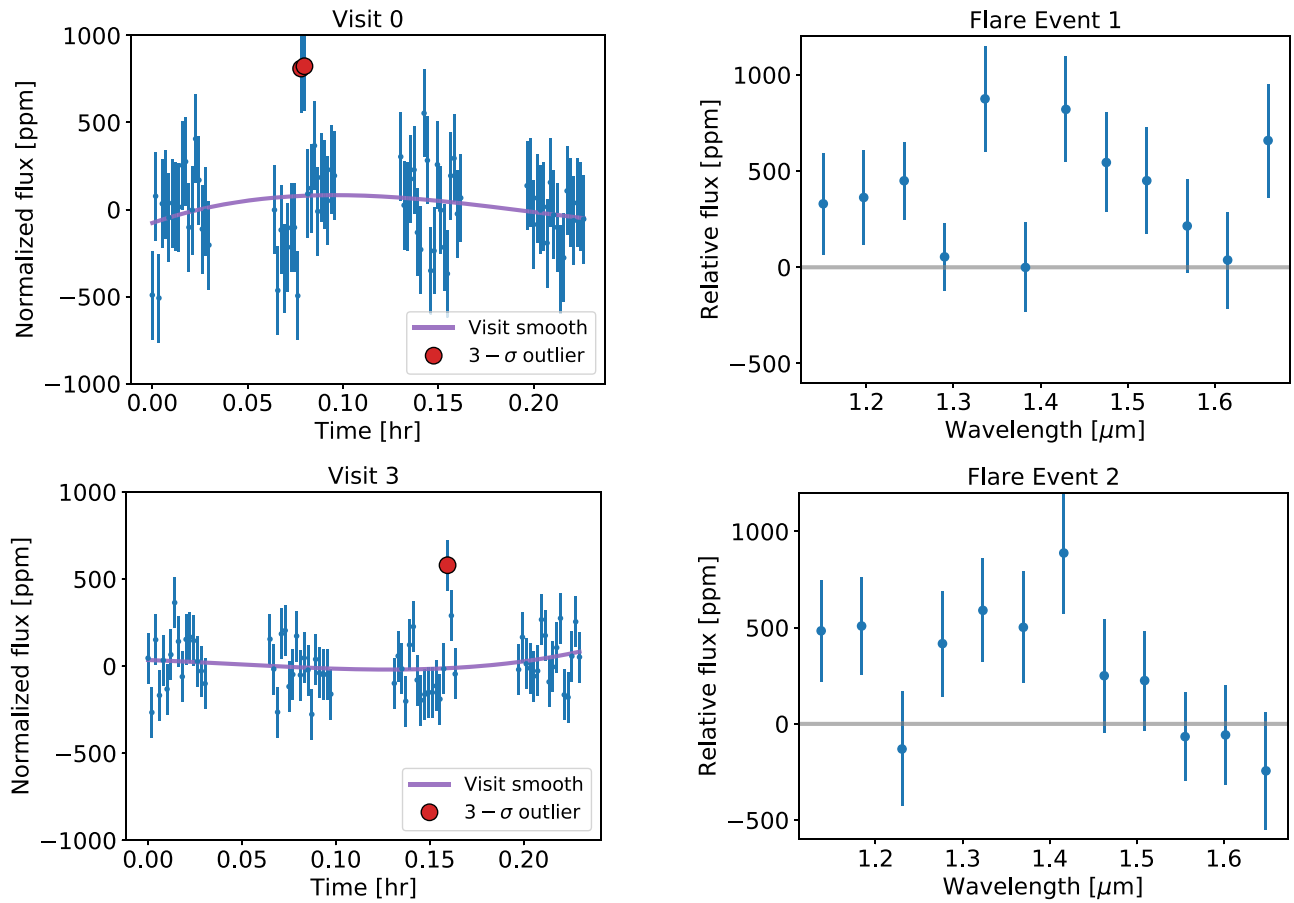 Visit 0
1000
500
0
−500
−1000
Normalized flux [ppm]
0.00 0.05 0.10 0.15 0.20
Time [hr]
Visit smooth
3 − σ outlier
Flare Event 1
1000
500
0
−500
Relative flux [ppm]
1.2 1.3 1.4 1.5 1.6
Wavelength [μm]
Visit 3
1000
500
0
−500
−1000
Normalized flux [ppm]
0.00 0.05 0.10 0.15 0.20
Time [hr]
Visit smooth
3 − σ outlier
Flare Event 2
1000
500
0
−500
Relative flux [ppm]
1.2 1.3 1.4 1.5 1.6
Wavelength [μm]